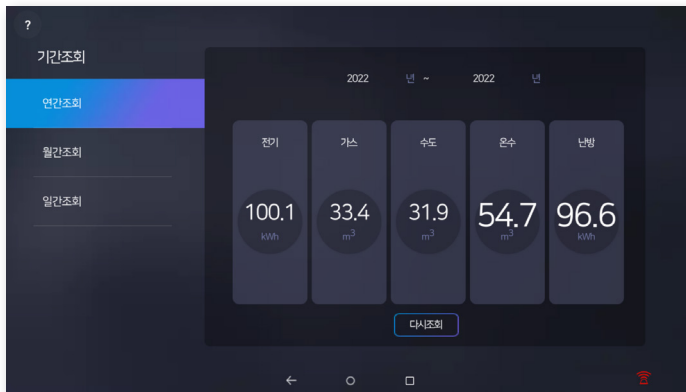 ?
기간조회
연간조회
월간조회
일간조회
2022 년 ~ 2022 년
전기 가스 수도 온수 난방
100.1 33.4 31.9 54.7 96.6
kWh m³ m³ m³ kWh
다시조회